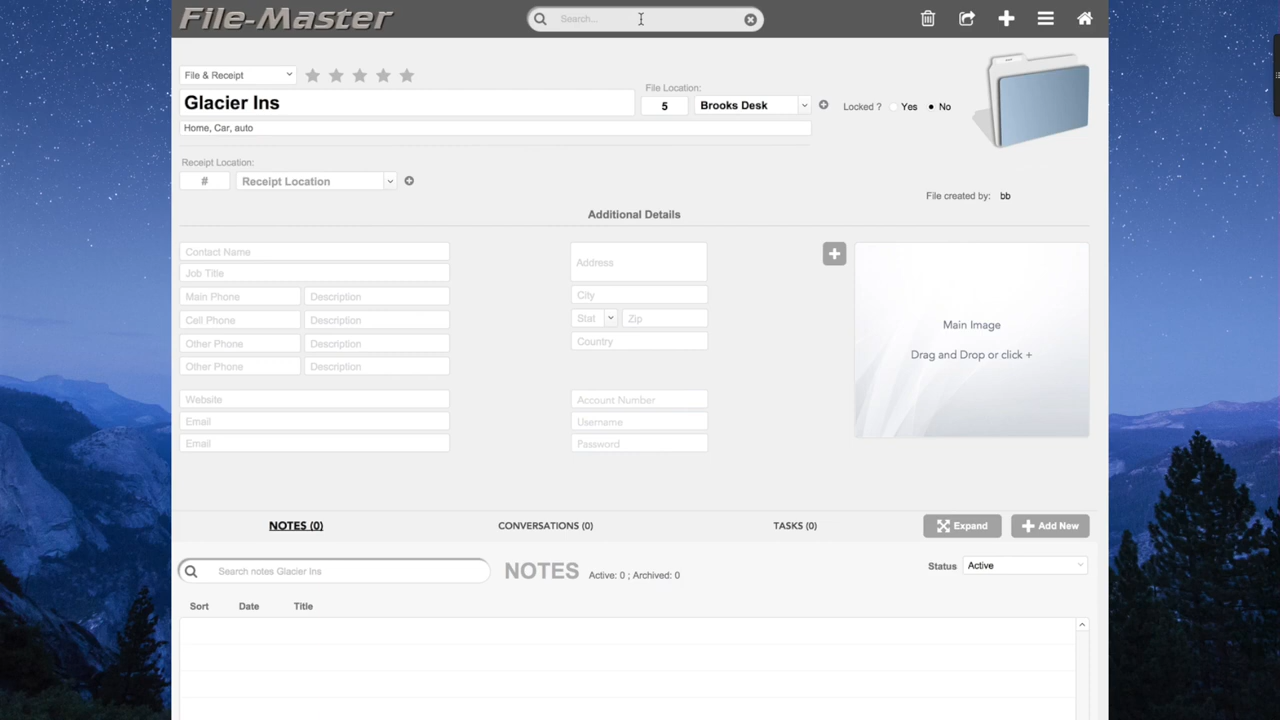 File-Master
Search...
File & Receipt
File Location:
Glacier Ins
5
Brooks Desk
Locked ?
Yes
No
Home, Car, auto
Receipt Location:
#
Receipt Location
File created by: bb
Additional Details
Contact Name
Address
Job Title
Main Phone
Description
City
Cell Phone
Description
Stat
Zip
Main Image
Other Phone
Description
Country
Drag and Drop or click +
Other Phone
Description
Website
Account Number
Email
Username
Email
Password
NOTES (0)
CONVERSATIONS (0)
TASKS (0)
Expand
Add New
Search notes Glacier Ins
NOTES Active: 0 ; Archived: 0
Status
Active
Sort
Date
Title